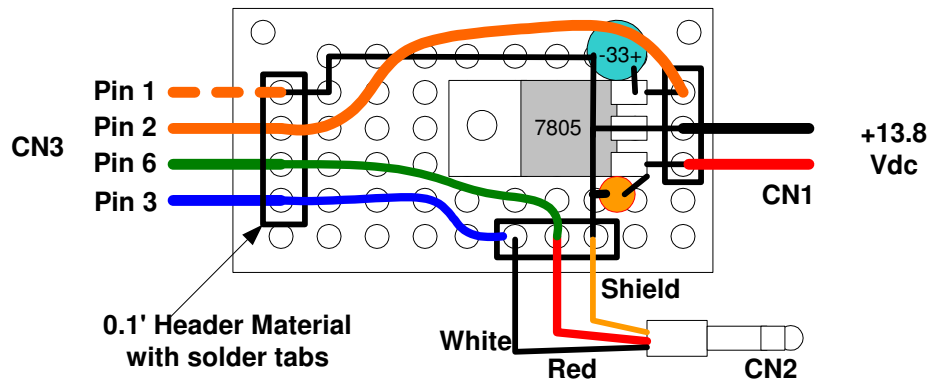 -33+
Pin 1
Pin 2
7805
+13.8
Vdc
CN3
Pin 6
Pin 3
CN1
Shield
0.1' Header Material
with solder tabs
White
Red
CN2